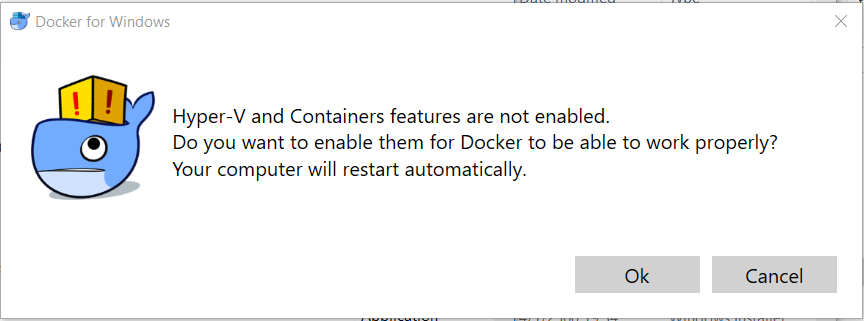 Docker for Windows
Hyper-V and Containers features are not enabled.
Do you want to enable them for Docker to be able to work properly?
Your computer will restart automatically.
Ok
Cancel